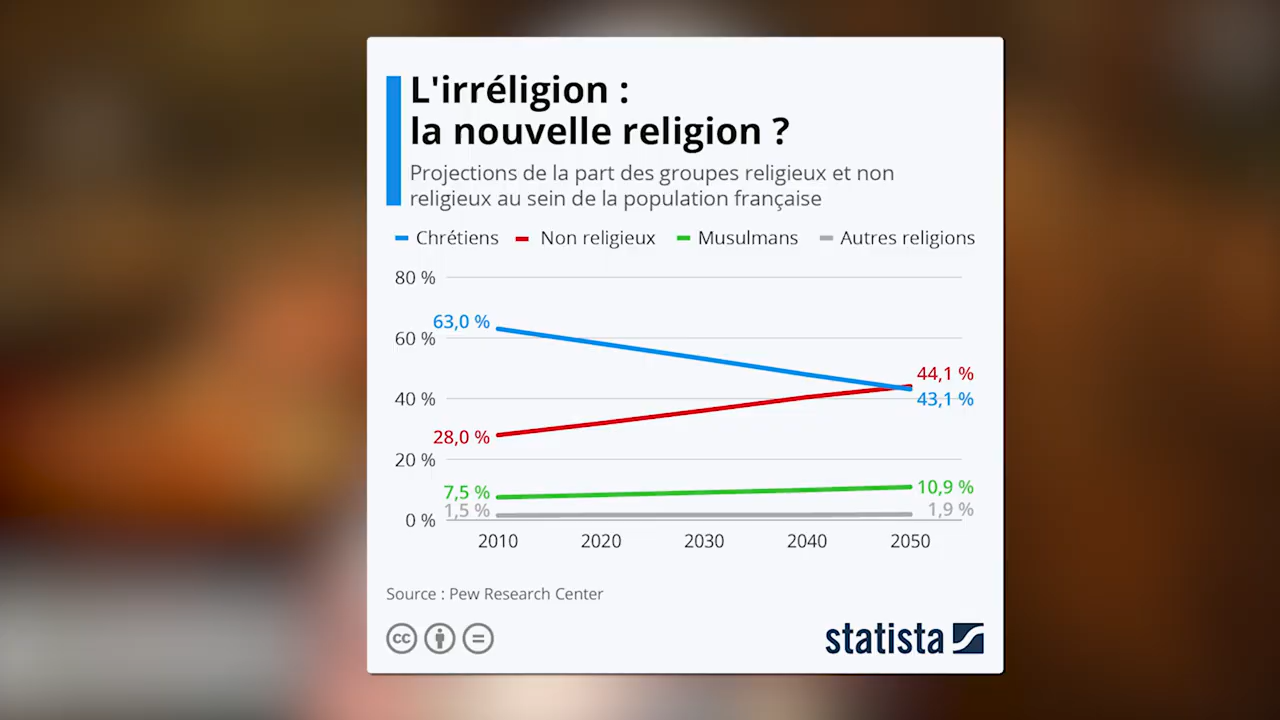 L'irréligion :
la nouvelle religion ?
Projections de la part des groupes religieux et non
religieux au sein de la population française
Chrétiens Non religieux Musulmans Autres religions
80 %
63,0 %
60 %
44,1 %
40 %
43,1 %
28,0 %
20 %
7,5 %
10,9 %
1,5 %
1,9 %
0 %
2010 2020 2030 2040 2050
Source : Pew Research Center
cc
statista